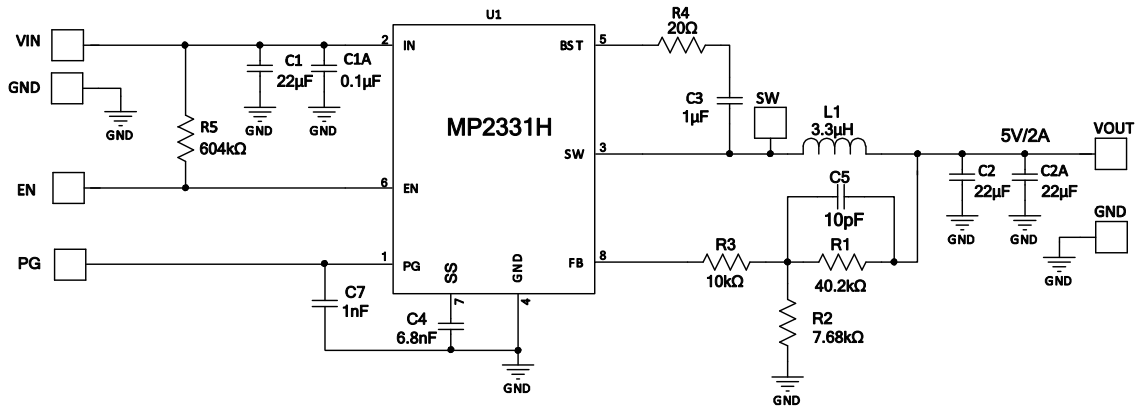 U1
R4
20Ω
VIN
2
IN
BST
5
C1
22µF
C1A
0.1µF
GND
GND
GND
GND
C3
1µF
SW
L1
3.3µH
5V/2A
VOUT
MP2331H
R5
604kΩ
SW
3
C2
22µF
C2A
22µF
EN
6
EN
C5
10pF
GND
GND
GND
GND
PG
1
PG
SS
GND
FB
8
R3
10kΩ
R1
40.2kΩ
7
4
C7
1nF
C4
6.8nF
R2
7.68kΩ
GND
GND